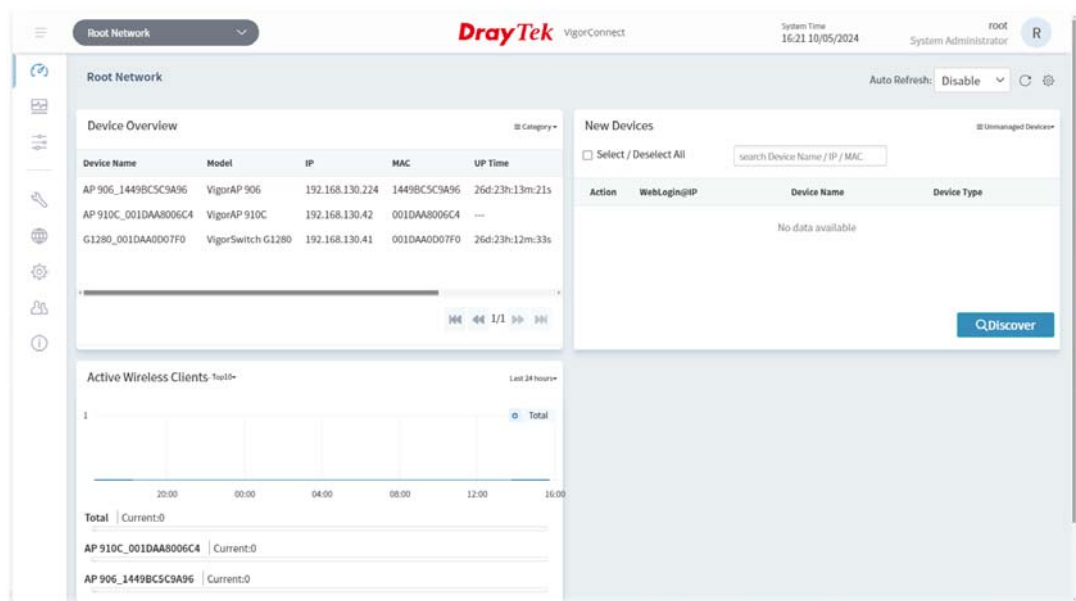 Root Network
DrayTek VigorConnect
System Time
16:21 10/05/2024
root
System Administrator
R
Root Network
Auto Refresh: Disable
Device Overview
Category
Device Name Model IP MAC UP Time
AP 906_1449BC5C9A96 VigorAP 906 192.168.130.224 1449BC5C9A96 26d:23h:13m:21s
AP 910C_001DAA8006C4 VigorAP 910C 192.168.130.42 001DAA8006C4 ---
G1280_001DAA0D07F0 VigorSwitch G1280 192.168.130.41 001DAA0D07F0 26d:23h:12m:33s
1/1
New Devices
Unmanaged Devices
Select / Deselect All
search Device Name / IP / MAC
Action WebLogin@IP Device Name Device Type
No data available
Discover
Active Wireless Clients-Top10
Last 24 hours
1
Total
20:00 00:00 04:00 08:00 12:00 16:00
Total Current:0
AP 910C_001DAA8006C4 Current:0
AP 906_1449BC5C9A96 Current:0